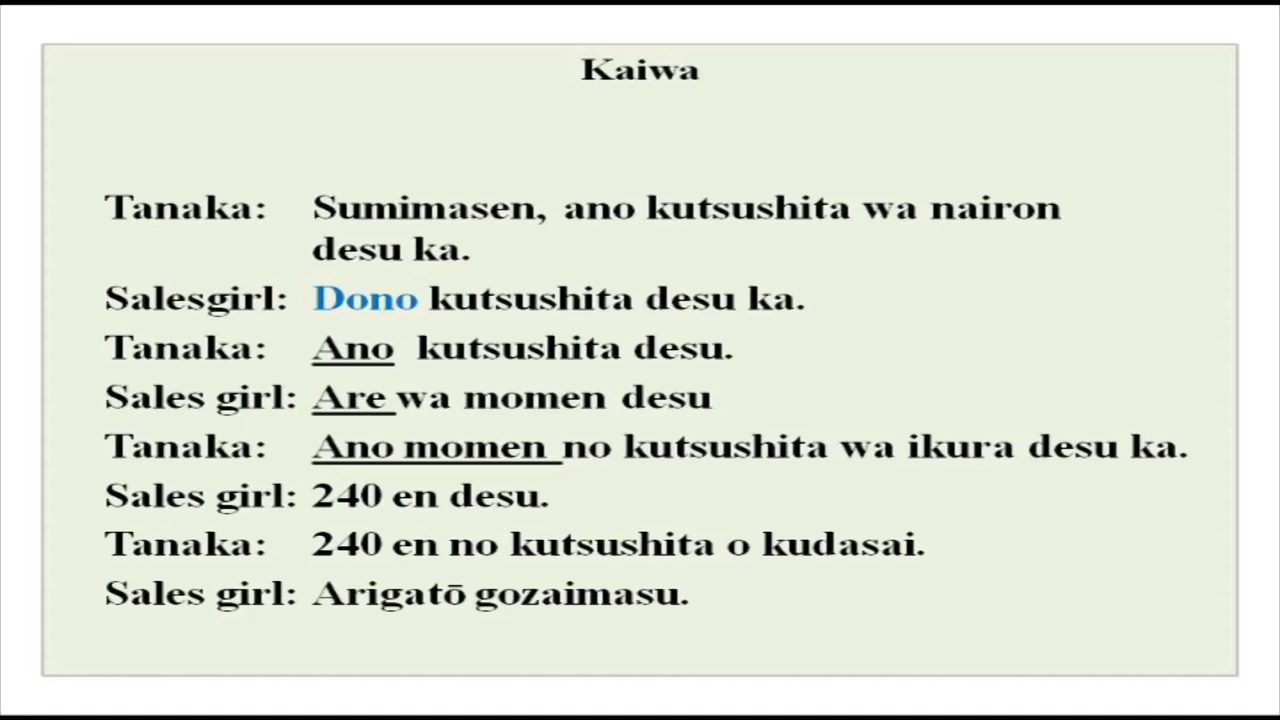 Kaiwa
Tanaka: Sumimasen, ano kutsushita wa nairon
desu ka.
Salesgirl: Dono kutsushita desu ka.
Tanaka: Ano kutsushita desu.
Sales girl: Are wa momen desu
Tanaka: Ano momen no kutsushita wa ikura desu ka.
Sales girl: 240 en desu.
Tanaka: 240 en no kutsushita o kudasai.
Sales girl: Arigatō gozaimasu.